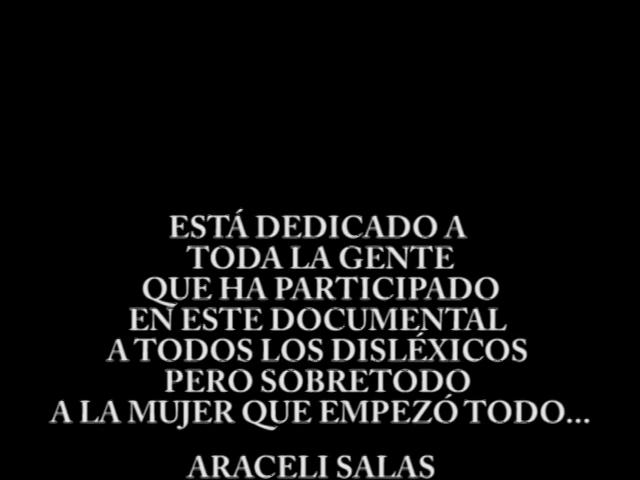 ESTÁ DEDICADO A
TODA LA GENTE
QUE HA PARTICIPADO
EN ESTE DOCUMENTAL
A TODOS LOS DISLÉXICOS
PERO SOBRETODO
A LA MUJER QUE EMPEZÓ TODO...
ARACELI SALAS